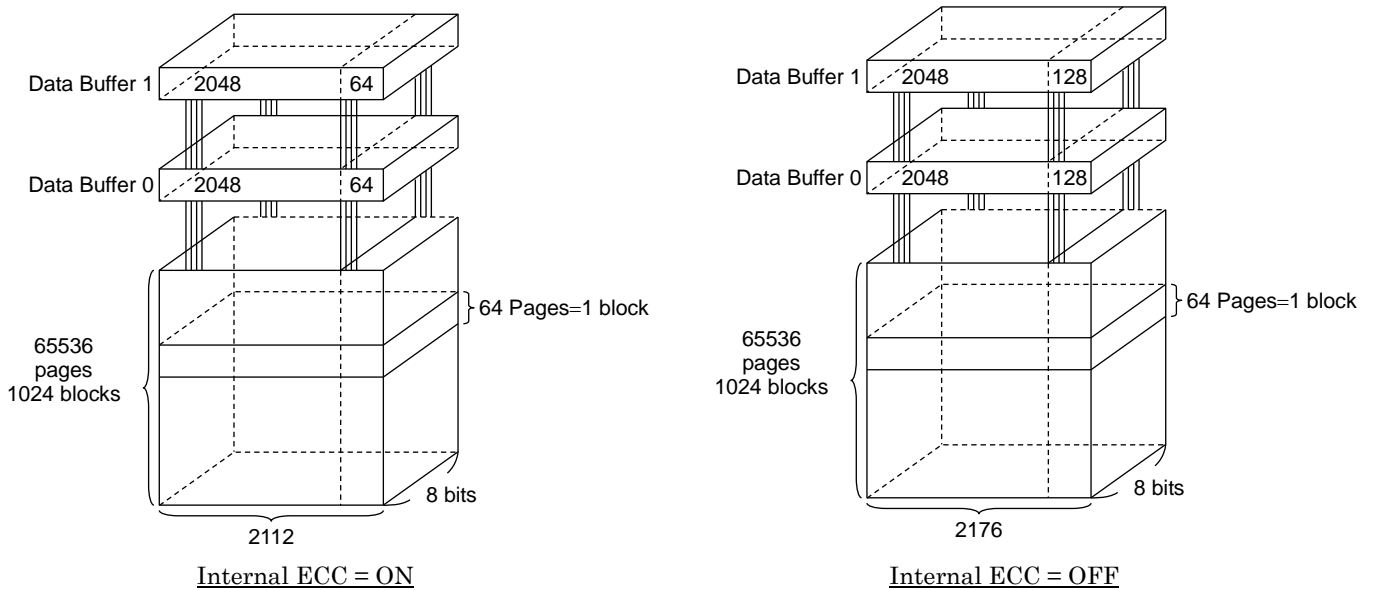 Data Buffer 1
2048
64
Data Buffer 0
2048
64
64 Pages=1 block
65536
pages
1024 blocks
8 bits
2112
Internal ECC = ON
Data Buffer 1
2048
128
Data Buffer 0
2048
128
64 Pages=1 block
65536
pages
1024 blocks
8 bits
2176
Internal ECC = OFF